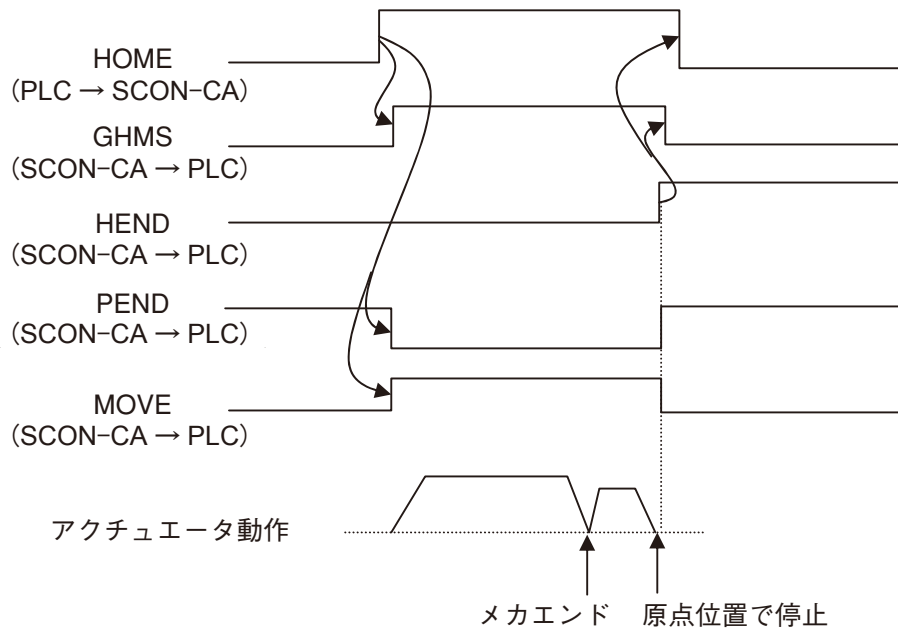 HOME
(PLC → SCON-CA)
GHMS
(SCON-CA → PLC)
HEND
(SCON-CA → PLC)
PEND
(SCON-CA → PLC)
MOVE
(SCON-CA → PLC)
アクチュエータ動作
メカエンド 原点位置で停止